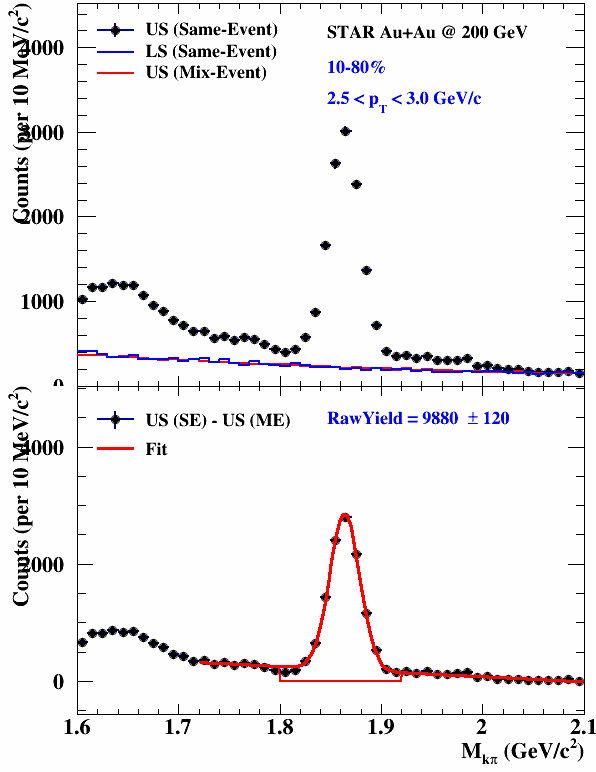 US (Same-Event)
LS (Same-Event)
US (Mix-Event)
STAR Au+Au @ 200 GeV
10-80%
2.5 < p_T < 3.0 GeV/c
Counts (per 10 MeV/c²)
4000
3000
2000
1000
0
US (SE) - US (ME)
Fit
RawYield = 9880 ± 120
Counts (per 10 MeV/c²)
4000
2000
0
1.6 1.7 1.8 1.9 2 2.1
M_kπ (GeV/c²)